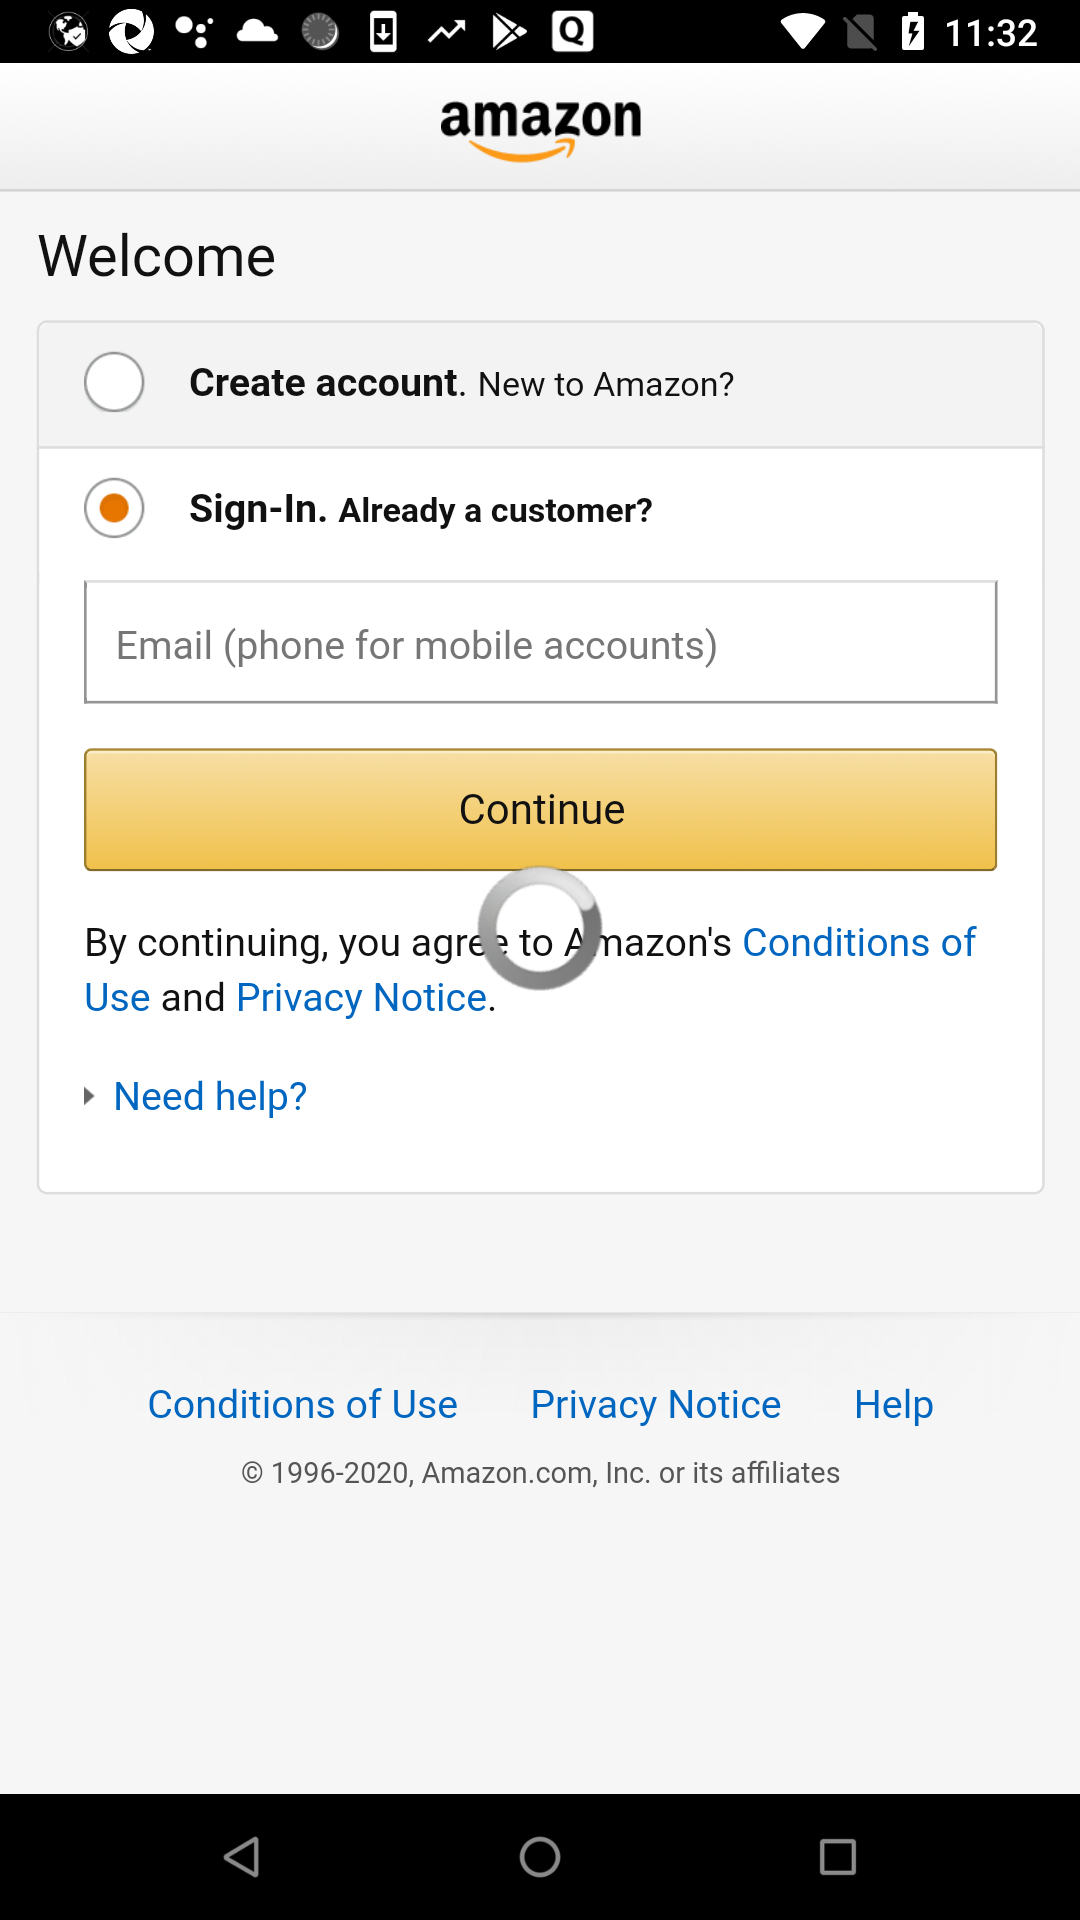 Q 11:32
amazon
Welcome
Create account. New to Amazon?
Sign-In. Already a customer?
Email (phone for mobile accounts)
Continue
By continuing, you agree to Amazon's Conditions of
Use and Privacy Notice.
Need help?
Conditions of Use Privacy Notice Help
© 1996-2020, Amazon.com, Inc. or its affiliates